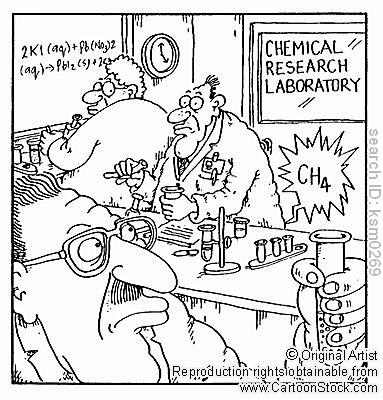 2KI (aq) + Pb(NO3)2
(aq) → PbI2 (s) + 2
CHEMICAL
RESEARCH
LABORATORY
CH4
search ID: ksm0269
© Original Artist
Reproduction rights obtainable from
www.CartoonStock.com